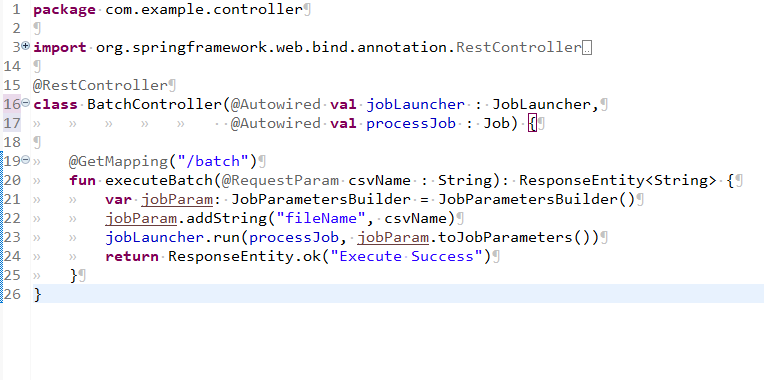 1 package com.example.controller
2
3 import org.springframework.web.bind.annotation.RestController
14
15 @RestController
16 class BatchController(@Autowired val jobLauncher : JobLauncher,
17 @Autowired val processJob : Job) {
18
19 @GetMapping("/batch")
20 fun executeBatch(@RequestParam csvName : String): ResponseEntity<String> {
21 var jobParam: JobParametersBuilder = JobParametersBuilder()
22 jobParam.addString("fileName", csvName)
23 jobLauncher.run(processJob, jobParam.toJobParameters())
24 return ResponseEntity.ok("Execute Success")
25 }
26 }